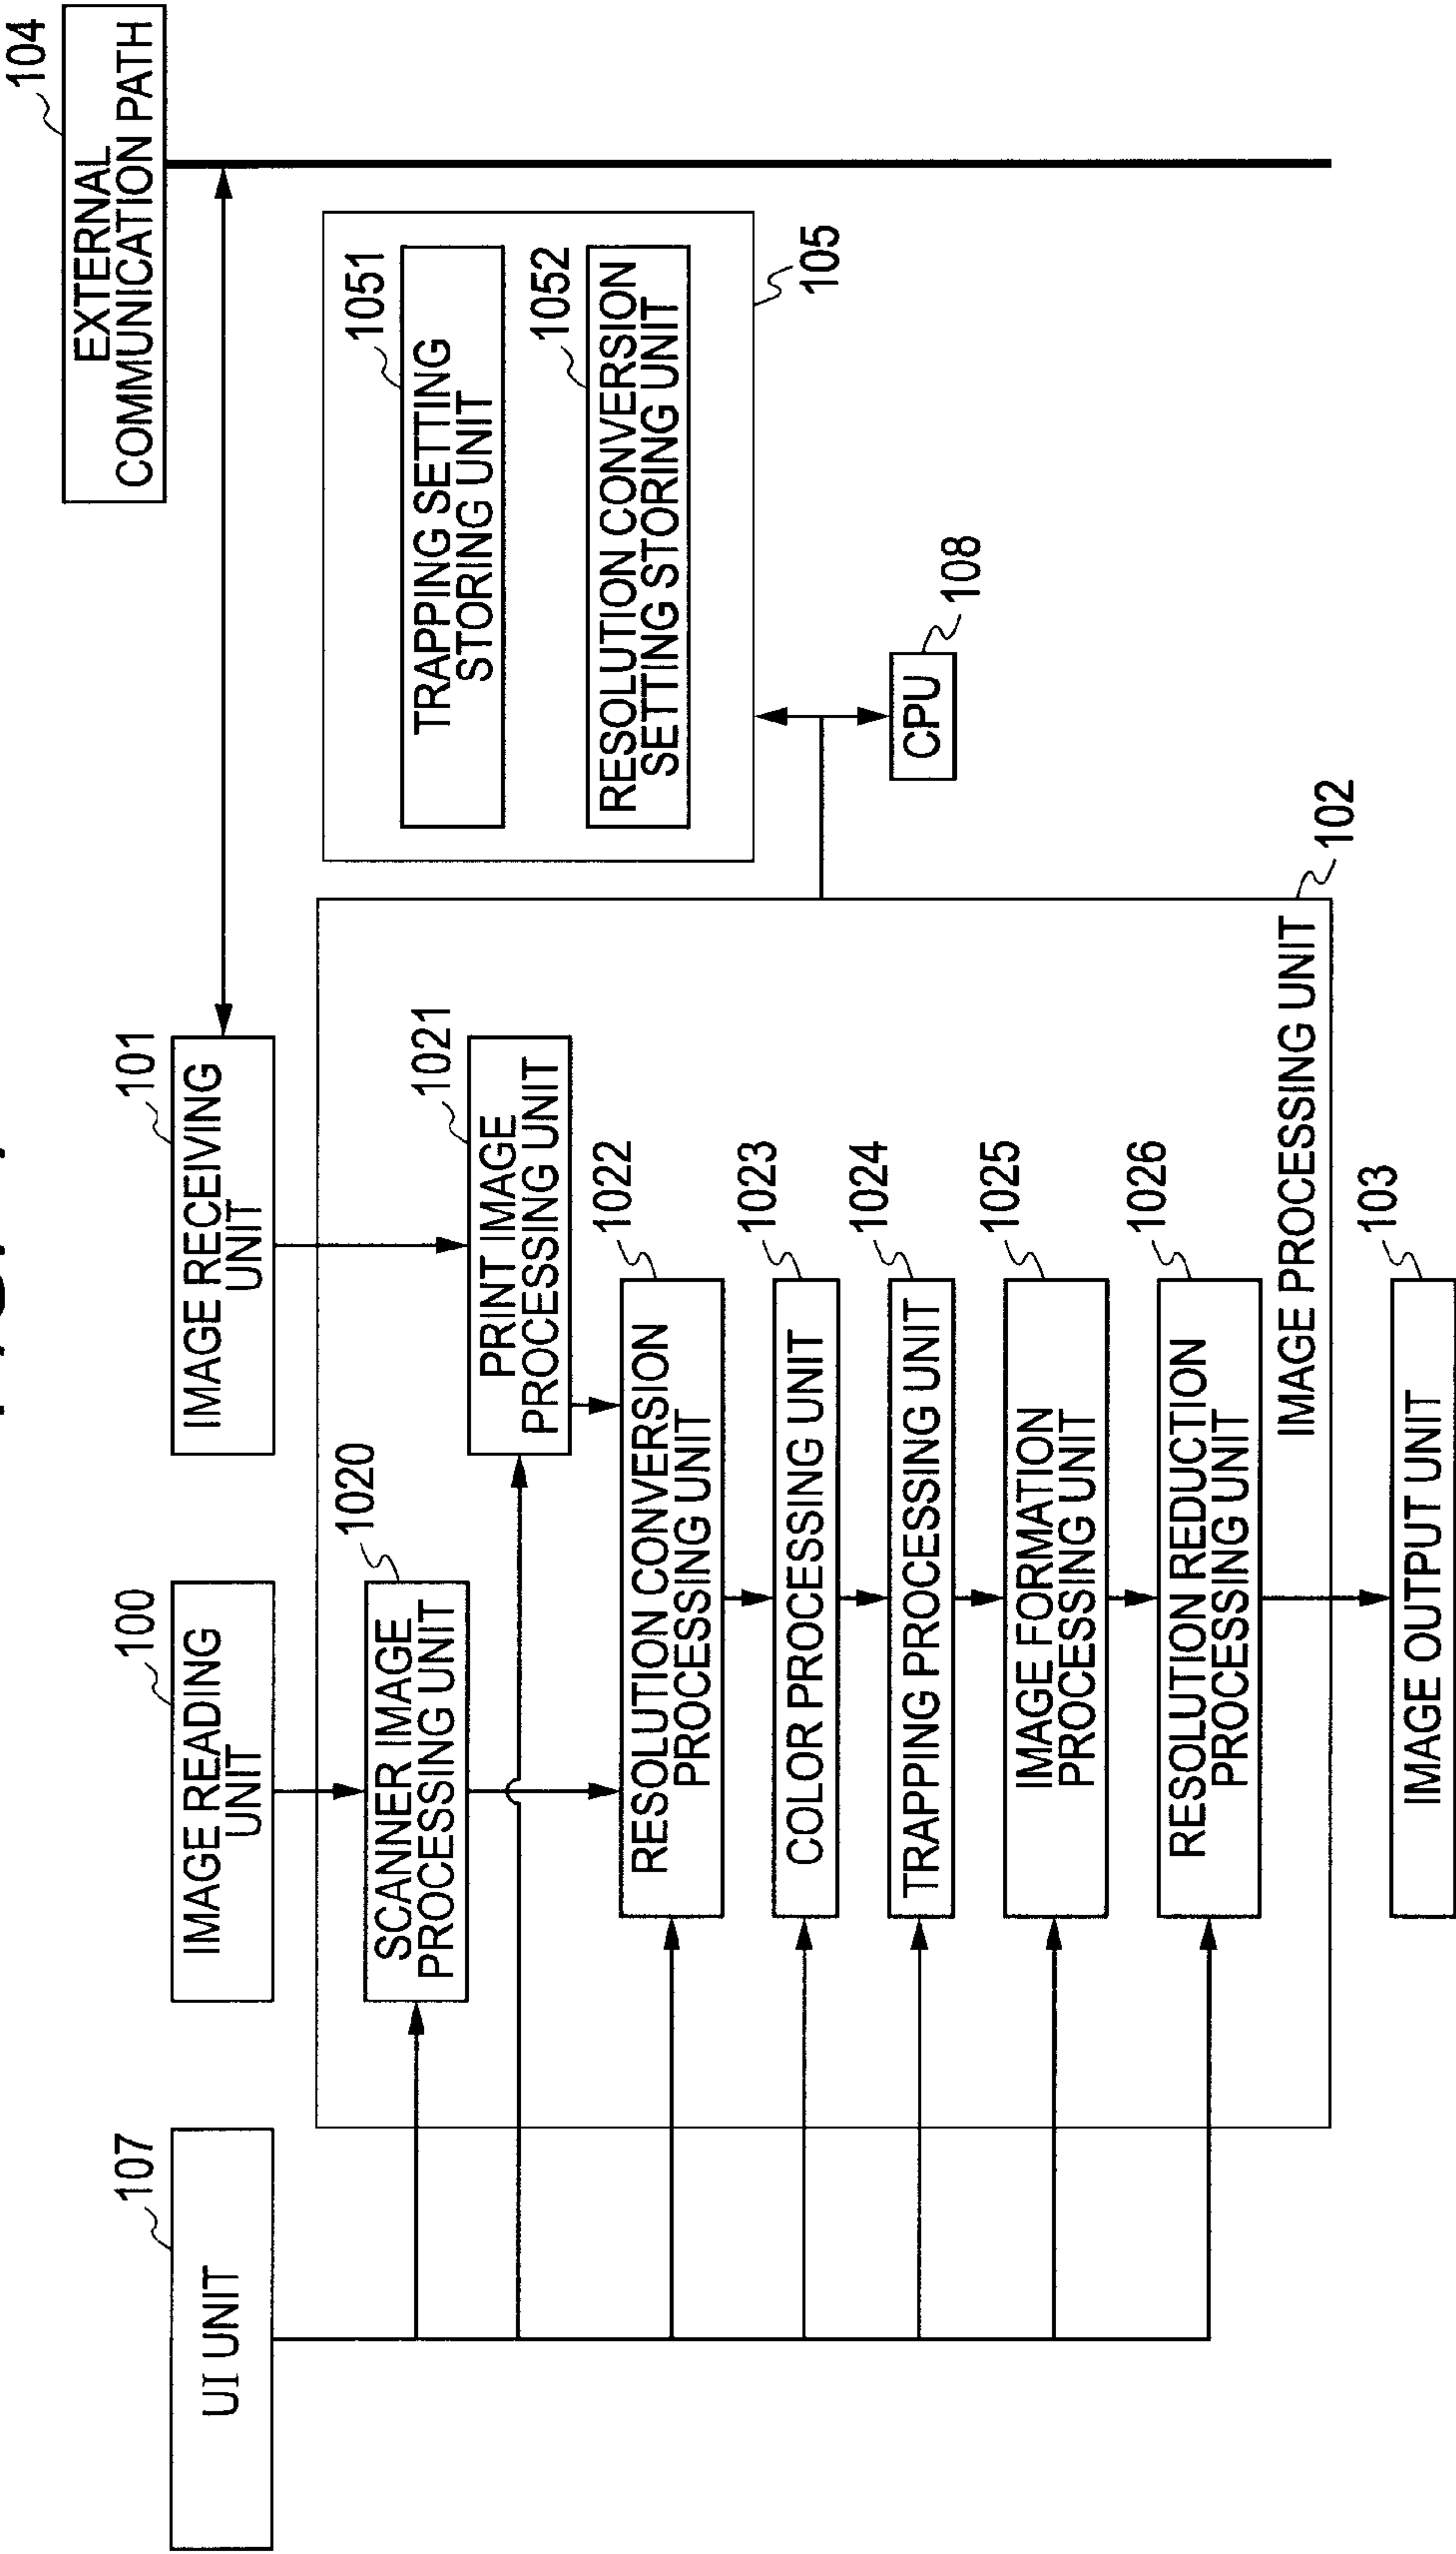 104
EXTERNAL
COMMUNICATION PATH
107
UI UNIT
100
IMAGE READING
UNIT
101
IMAGE RECEIVING
UNIT
1020
SCANNER IMAGE
PROCESSING UNIT
1021
PRINT IMAGE
PROCESSING UNIT
1022
RESOLUTION CONVERSION
PROCESSING UNIT
1023
COLOR PROCESSING UNIT
1024
TRAPPING PROCESSING UNIT
1025
IMAGE FORMATION
PROCESSING UNIT
1026
RESOLUTION REDUCTION
PROCESSING UNIT
IMAGE PROCESSING UNIT
102
103
IMAGE OUTPUT UNIT
1051
TRAPPING SETTING
STORING UNIT
1052
RESOLUTION CONVERSION
SETTING STORING UNIT
105
108
CPU